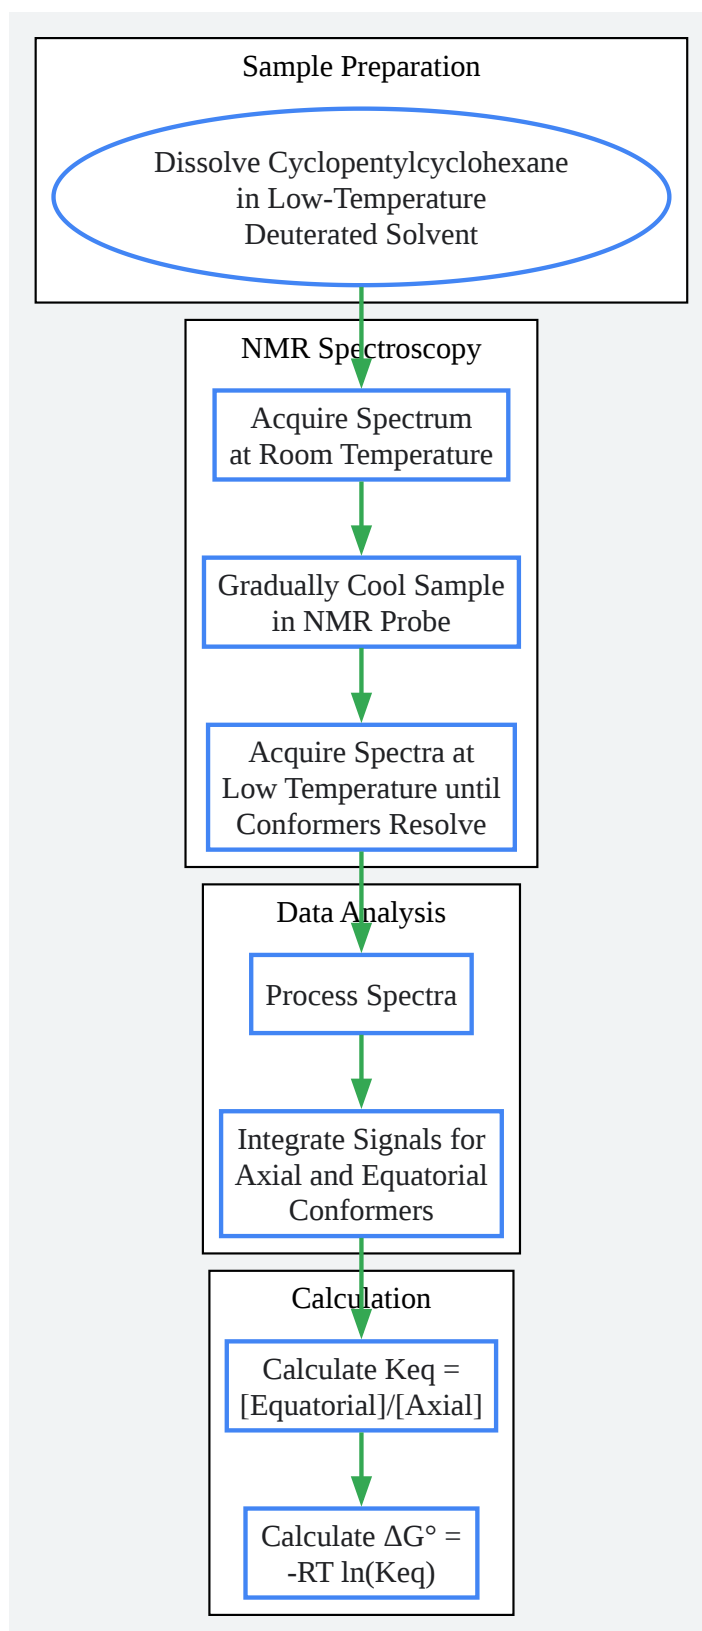 Sample Preparation
Dissolve Cyclopentylcyclohexane
in Low-Temperature
Deuterated Solvent
NMR Spectroscopy
Acquire Spectrum
at Room Temperature
Gradually Cool Sample
in NMR Probe
Acquire Spectra at
Low Temperature until
Conformers Resolve
Data Analysis
Process Spectra
Integrate Signals for
Axial and Equatorial
Conformers
Calculation
Calculate Keq =
[Equatorial]/[Axial]
Calculate ΔG° =
-RT ln(Keq)